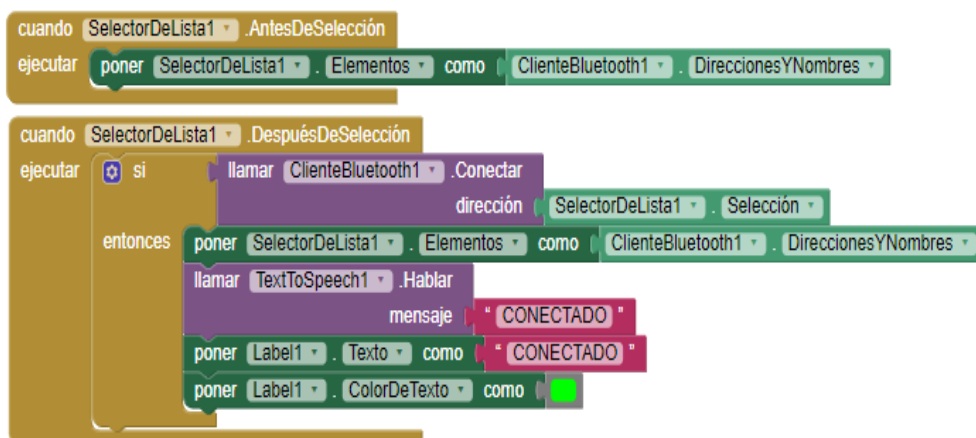 cuando SelectorDeLista1 .AntesDeSelección
ejecutar poner SelectorDeLista1 . Elementos como ClienteBluetooth1 . DireccionesYNombres
cuando SelectorDeLista1 .DespuésDeSelección
ejecutar si llamar ClienteBluetooth1 .Conectar
dirección SelectorDeLista1 . Selección
entonces poner SelectorDeLista1 . Elementos como ClienteBluetooth1 . DireccionesYNombres
llamar TextToSpeech1 .Hablar
mensaje " CONECTADO "
poner Label1 . Texto como " CONECTADO "
poner Label1 . ColorDeTexto como